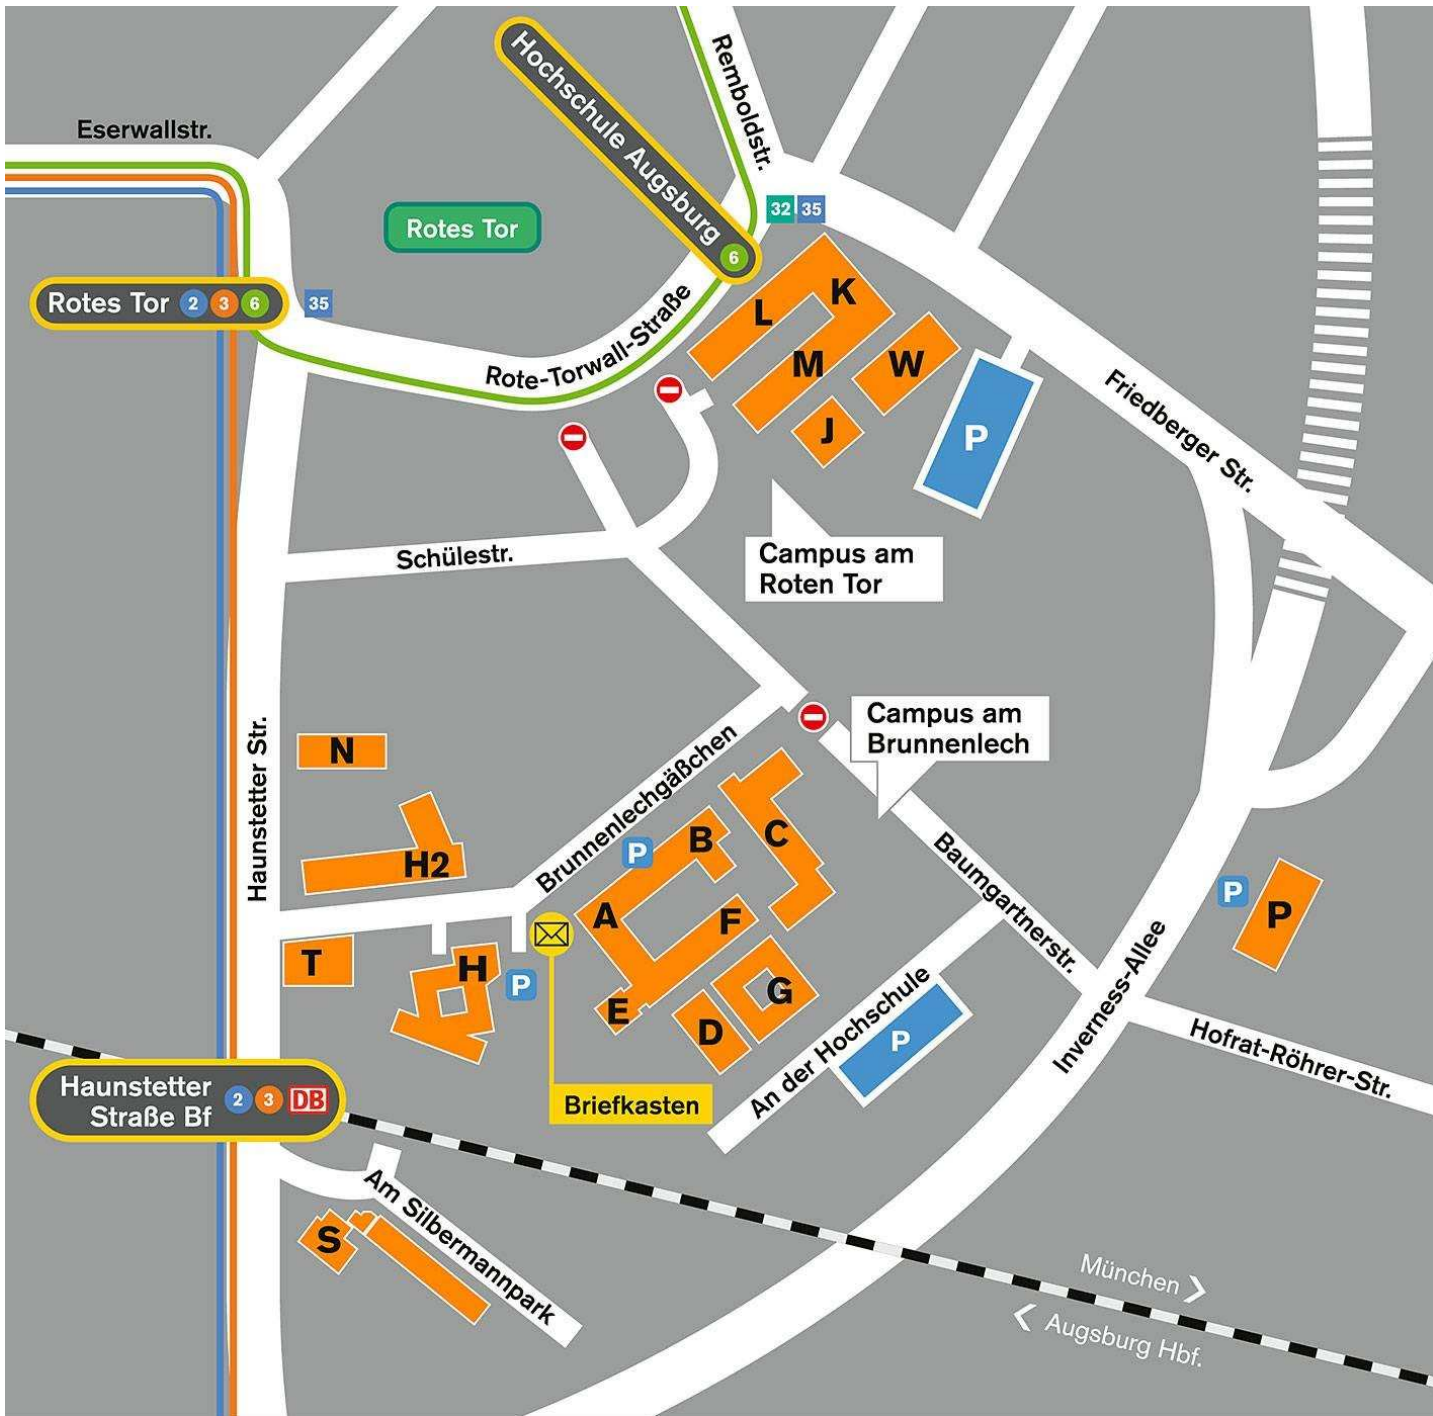 Eserwallstr.
Remboldstr.
Hochschule Augsburg 6
32 35
Rotes Tor
Rotes Tor 2 3 6
35
Rote-Torwall-Straße
L
K
M
W
J
P
Friedberger Str.
Schülestr.
Campus am
Roten Tor
Haunstetter Str.
N
H2
Brunnenlechgäßchen
Campus am
Brunnenlech
P
B
C
A
F
T
H
P
E
D
G
Baumgartnerstr.
An der Hochschule
P
Inverness-Allee
P
P
Hofrat-Röhrer-Str.
Haunstetter
Straße Bf
2 3 DB
Briefkasten
Am Silbermannpark
S
München
Augsburg Hbf.